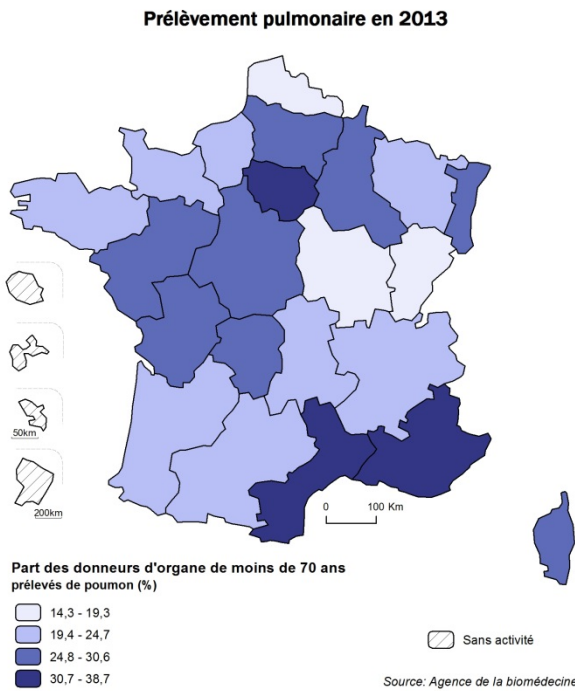 Prélèvement pulmonaire en 2013
50km
200km
0 100 Km
Part des donneurs d'organe de moins de 70 ans
prélevés de poumon (%)
14,3 - 19,3
19,4 - 24,7
24,8 - 30,6
30,7 - 38,7
Sans activité
Source: Agence de la biomédecine